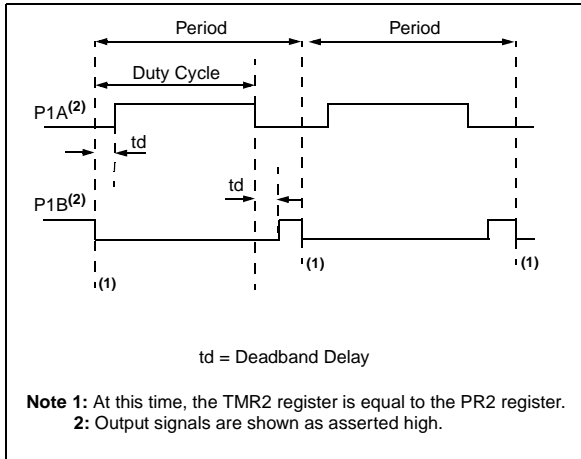 Period Period
Duty Cycle
P1A(2)
td
td
P1B(2)
(1) (1) (1)
td = Deadband Delay
Note 1: At this time, the TMR2 register is equal to the PR2 register.
2: Output signals are shown as asserted high.